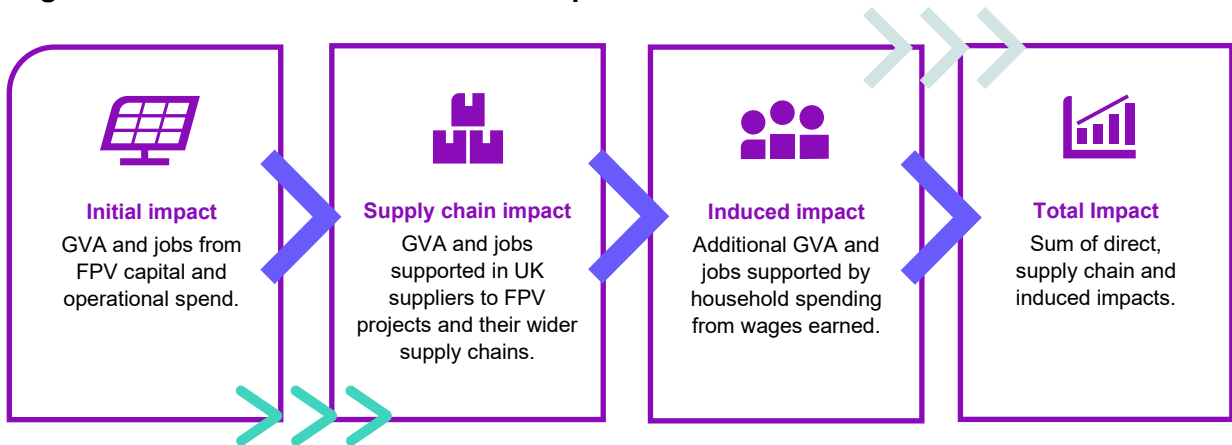 Initial impact
GVA and jobs from
FPV capital and
operational spend.
Supply chain impact
GVA and jobs
supported in UK
suppliers to FPV
projects and their wider
supply chains.
Induced impact
Additional GVA and
jobs supported by
household spending
from wages earned.
Total Impact
Sum of direct,
supply chain and
induced impacts.